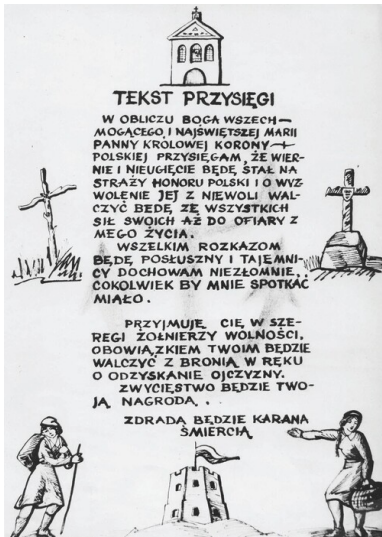 TEKST PRZYSIĘGI
W OBLICZU BOGA WSZECH—
MOGĄCEGO, I NAJŚWIĘTSZEJ MARII
PANNY KRÓLOWEJ KORONY—
POLSKIEJ PRZYSIĘGAM, ŻE WIER-
NIE I NIEUGIĘCIE BĘDĘ STAŁ NA
STRAŻY HONORU POLSKI I O WYZ-
WOLENIE JEJ Z NIEWOLI WAL-
CZYĆ BEDĘ ZE WSZYSTKICH
SIŁ SWOICH AŻ DO OFIARY Z
MEGO ŻYCIA.
WSZELKIM ROZKAZOM
BĘDĘ POSŁUSZNY I TAJEMNI-
CY DOCHOWAM NIEZŁOMNIE,
COKOLWIEK BY MNIE SPOTKAĆ
MIAŁO.
PRZYJMUJĘ CIĘ W SZE-
REGI ŻOŁNIERZY WOLNOŚCI,
OBOWIĄZKIEM TWOIM BĘDZIE
WALCZYĆ Z BRONIĄ W RĘKU
O ODZYSKANIE OJCZYZNY.
ZWYCIĘSTWO BĘDZIE TWO-
JĄ NAGRODĄ.
ZDRADA BĘDZIE KARANA
ŚMIERCIĄ